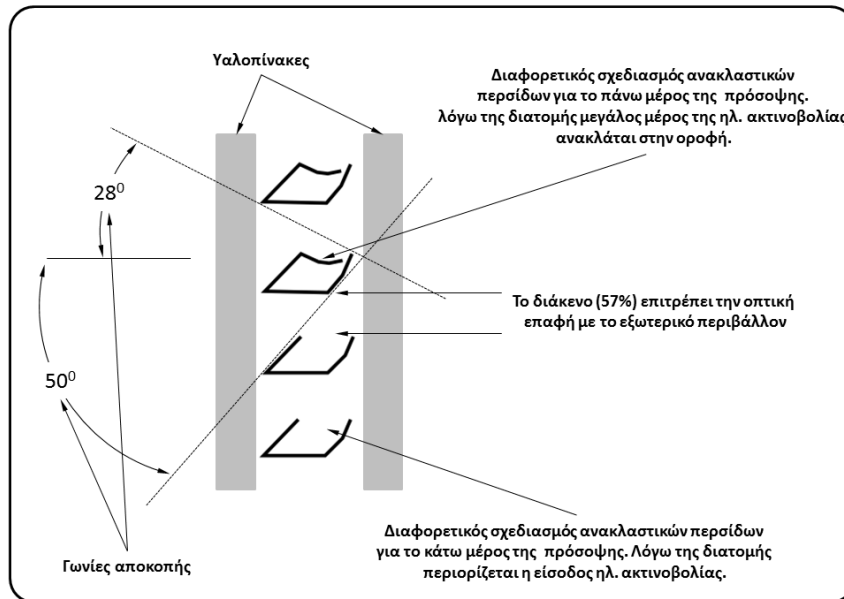 Υαλοπίνακες
Διαφορετικός σχεδιασμός ανακλαστικών
περσίδων για το πάνω μέρος της πρόσοψης.
λόγω της διατομής μεγάλος μέρος της ηλ. ακτινοβολίας
ανακλάται στην οροφή.
28⁰
Το διάκενο (57%) επιτρέπει την οπτική
επαφή με το εξωτερικό περιβάλλον
50⁰
Διαφορετικός σχεδιασμός ανακλαστικών περσίδων
για το κάτω μέρος της πρόσοψης. Λόγω της διατομής
περιορίζεται η είσοδος ηλ. ακτινοβολίας.
Γωνίες αποκοπής